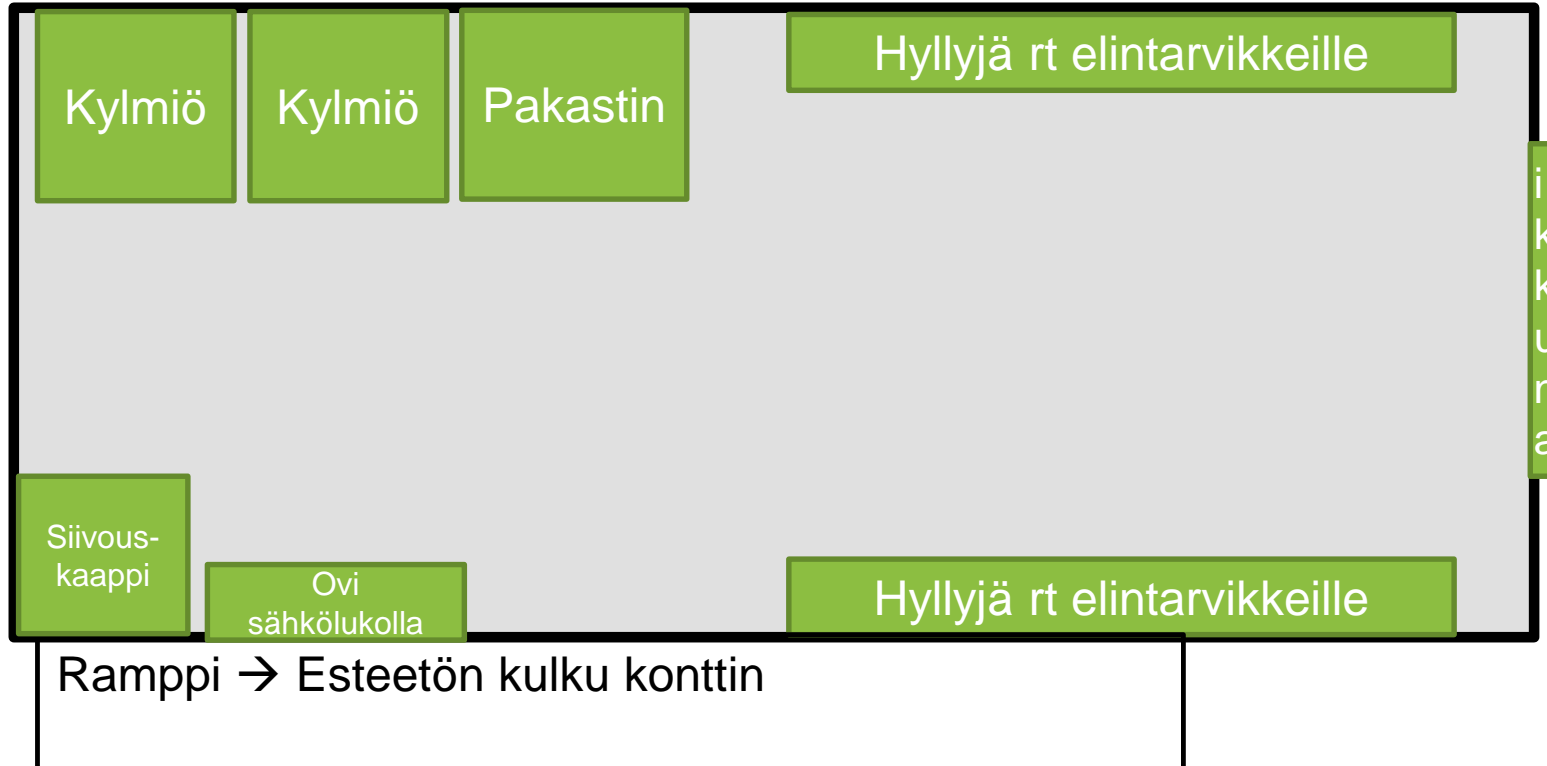 Hyllyjä rt elintarvikkeille
Kylmiö
Kylmiö
Pakastin
i
k
k
u
n
a
Siivous-
kaappi
Ovi
sähkölukolla
Hyllyjä rt elintarvikkeille
Ramppi → Esteetön kulku konttin